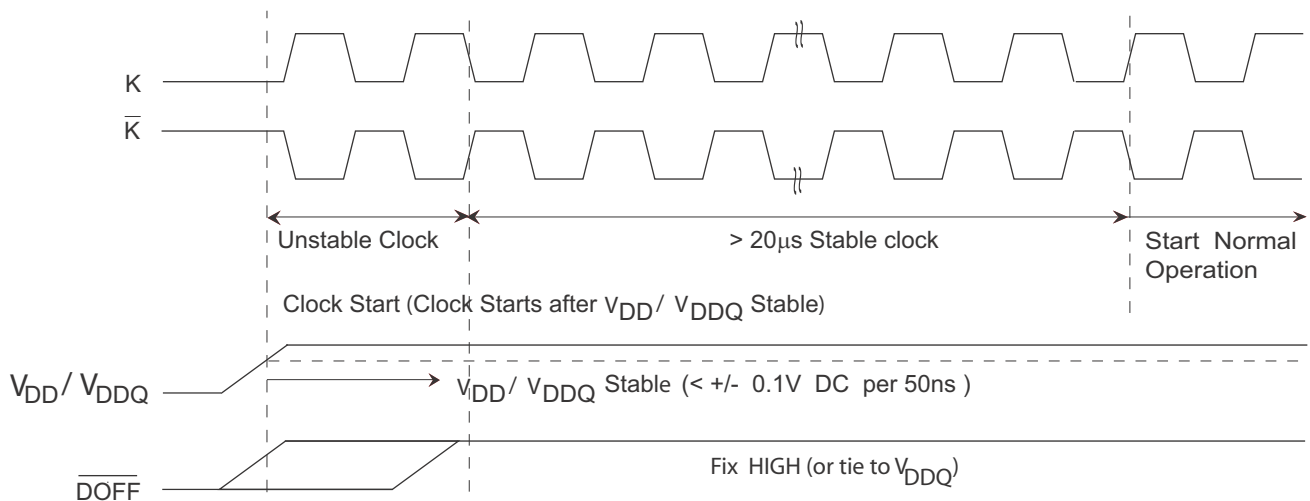 K
K̅
Unstable Clock
> 20μs Stable clock
Start Normal
Operation
Clock Start (Clock Starts after VDD/ VDDQ Stable)
VDD/ VDDQ
VDD/ VDDQ Stable (< +/- 0.1V DC per 50ns )
Fix HIGH (or tie to VDDQ)
D̅O̅F̅F̅